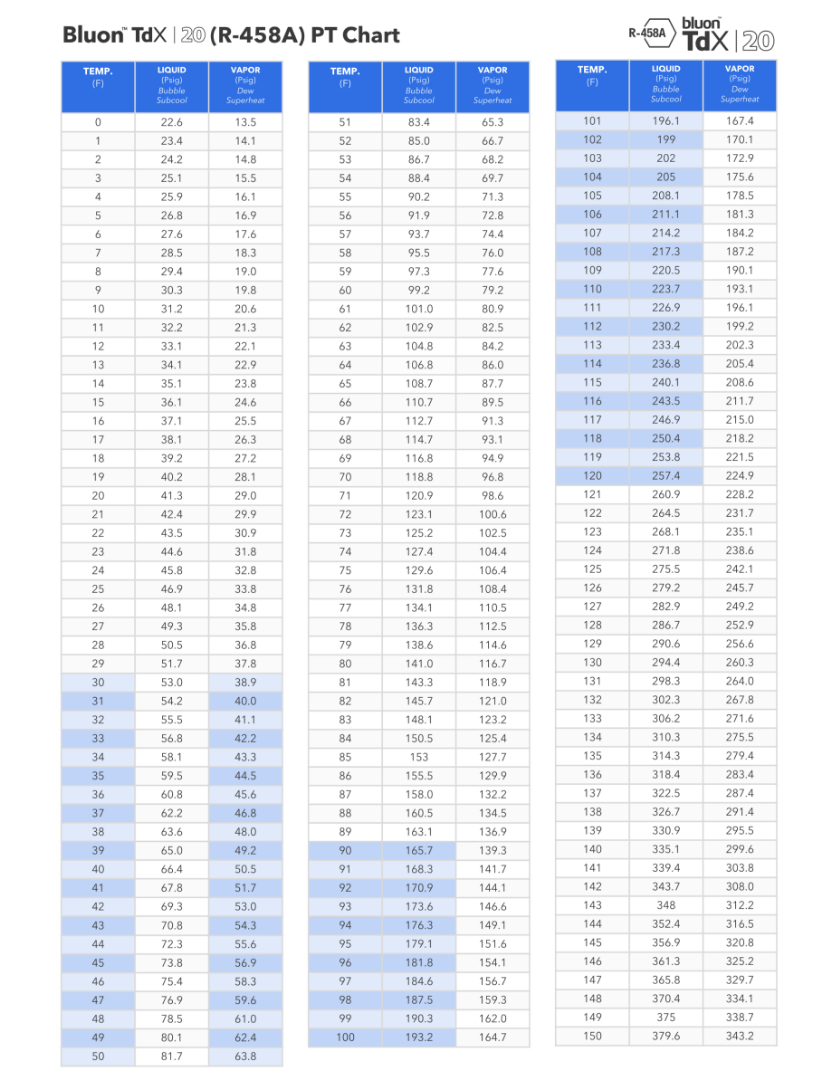 Bluon™ TdX | 20 (R-458A) PT Chart
R-458A bluon™ TdX | 20
TEMP. (F) LIQUID (Psig) Bubble Subcool VAPOR (Psig) Dew Superheat
0 22.6 13.5
1 23.4 14.1
2 24.2 14.8
3 25.1 15.5
4 25.9 16.1
5 26.8 16.9
6 27.6 17.6
7 28.5 18.3
8 29.4 19.0
9 30.3 19.8
10 31.2 20.6
11 32.2 21.3
12 33.1 22.1
13 34.1 22.9
14 35.1 23.8
15 36.1 24.6
16 37.1 25.5
17 38.1 26.3
18 39.2 27.2
19 40.2 28.1
20 41.3 29.0
21 42.4 29.9
22 43.5 30.9
23 44.6 31.8
24 45.8 32.8
25 46.9 33.8
26 48.1 34.8
27 49.3 35.8
28 50.5 36.8
29 51.7 37.8
30 53.0 38.9
31 54.2 40.0
32 55.5 41.1
33 56.8 42.2
34 58.1 43.3
35 59.5 44.5
36 60.8 45.6
37 62.2 46.8
38 63.6 48.0
39 65.0 49.2
40 66.4 50.5
41 67.8 51.7
42 69.3 53.0
43 70.8 54.3
44 72.3 55.6
45 73.8 56.9
46 75.4 58.3
47 76.9 59.6
48 78.5 61.0
49 80.1 62.4
50 81.7 63.8
TEMP. (F) LIQUID (Psig) Bubble Subcool VAPOR (Psig) Dew Superheat
51 83.4 65.3
52 85.0 66.7
53 86.7 68.2
54 88.4 69.7
55 90.2 71.3
56 91.9 72.8
57 93.7 74.4
58 95.5 76.0
59 97.3 77.6
60 99.2 79.2
61 101.0 80.9
62 102.9 82.5
63 104.8 84.2
64 106.8 86.0
65 108.7 87.7
66 110.7 89.5
67 112.7 91.3
68 114.7 93.1
69 116.8 94.9
70 118.8 96.8
71 120.9 98.6
72 123.1 100.6
73 125.2 102.5
74 127.4 104.4
75 129.6 106.4
76 131.8 108.4
77 134.1 110.5
78 136.3 112.5
79 138.6 114.6
80 141.0 116.7
81 143.3 118.9
82 145.7 121.0
83 148.1 123.2
84 150.5 125.4
85 153 127.7
86 155.5 129.9
87 158.0 132.2
88 160.5 134.5
89 163.1 136.9
90 165.7 139.3
91 168.3 141.7
92 170.9 144.1
93 173.6 146.6
94 176.3 149.1
95 179.1 151.6
96 181.8 154.1
97 184.6 156.7
98 187.5 159.3
99 190.3 162.0
100 193.2 164.7
TEMP. (F) LIQUID (Psig) Bubble Subcool VAPOR (Psig) Dew Superheat
101 196.1 167.4
102 199 170.1
103 202 172.9
104 205 175.6
105 208.1 178.5
106 211.1 181.3
107 214.2 184.2
108 217.3 187.2
109 220.5 190.1
110 223.7 193.1
111 226.9 196.1
112 230.2 199.2
113 233.4 202.3
114 236.8 205.4
115 240.1 208.6
116 243.5 211.7
117 246.9 215.0
118 250.4 218.2
119 253.8 221.5
120 257.4 224.9
121 260.9 228.2
122 264.5 231.7
123 268.1 235.1
124 271.8 238.6
125 275.5 242.1
126 279.2 245.7
127 282.9 249.2
128 286.7 252.9
129 290.6 256.6
130 294.4 260.3
131 298.3 264.0
132 302.3 267.8
133 306.2 271.6
134 310.3 275.5
135 314.3 279.4
136 318.4 283.4
137 322.5 287.4
138 326.7 291.4
139 330.9 295.5
140 335.1 299.6
141 339.4 303.8
142 343.7 308.0
143 348 312.2
144 352.4 316.5
145 356.9 320.8
146 361.3 325.2
147 365.8 329.7
148 370.4 334.1
149 375 338.7
150 379.6 343.2